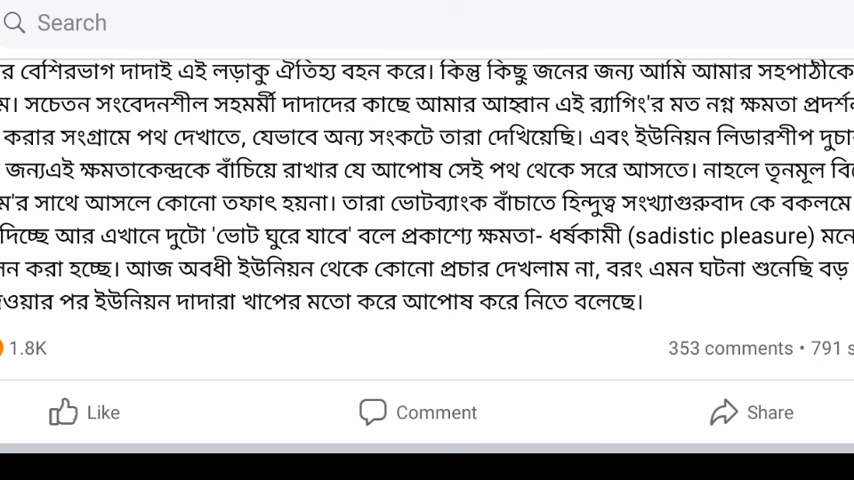 Search
র বেশিরভাগ দাদাই এই লড়াকু ঐতিহ্য বহন করে। কিন্তু কিছু জনের জন্য আমি আমার সহপাঠীকে
ম। সচেতন সংবেদনশীল সহমর্মী দাদাদের কাছে আমার আহ্বান এই র‍্যাগিং'র মত নগ্ন ক্ষমতা প্রদর্শন
করার সংগ্রামে পথ দেখাতে, যেভাবে অন্য সংকটে তারা দেখিয়েছি। এবং ইউনিয়ন লিডারশীপ দুচার
জন্যএই ক্ষমতাকেন্দ্রকে বাঁচিয়ে রাখার যে আপোষ সেই পথ থেকে সরে আসতে। নাহলে তৃনমূল
ম'র সাথে আসলে কোনো তফাৎ হয়না। তারা ভোটব্যাংক বাঁচাতে হিন্দুত্ব সংখ্যাগুরুবাদ কে বকলমে
দিচ্ছে আর এখানে দুটো 'ভোট ঘুরে যাবে' বলে প্রকাশ্যে ক্ষমতা- ধর্ষকামী (sadistic pleasure) মনে
করা হচ্ছে। আজ অবধী ইউনিয়ন থেকে কোনো প্রচার দেখলাম না, বরং এমন ঘটনা শুনেছি বড়
ওয়ার পর ইউনিয়ন দাদারা খাপের মতো করে আপোষ করে নিতে বলেছে।
1.8K
353 comments • 791 s
Like
Comment
Share